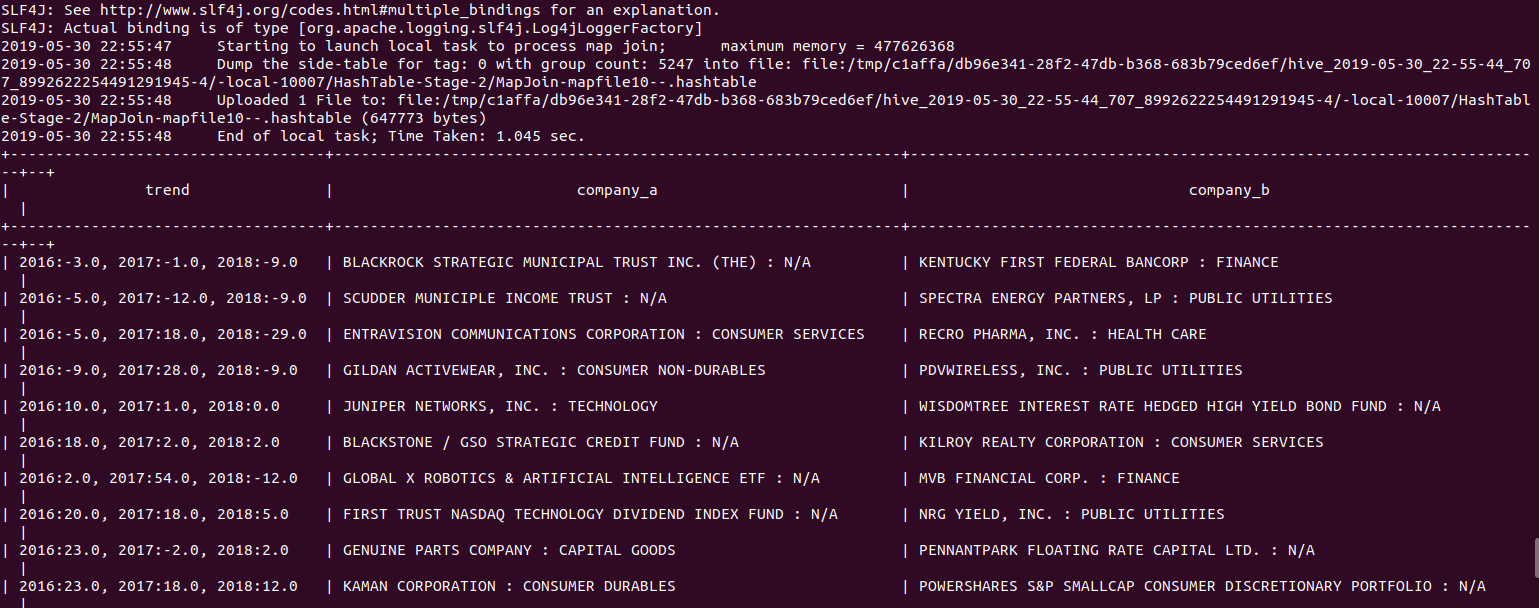 SLF4J: See http://www.slf4j.org/codes.html#multiple_bindings for an explanation.
SLF4J: Actual binding is of type [org.apache.logging.slf4j.Log4jLoggerFactory]
2019-05-30 22:55:47     Starting to launch local task to process map join;      maximum memory = 477626368
2019-05-30 22:55:48     Dump the side-table for tag: 0 with group count: 5247 into file: file:/tmp/c1affa/db96e341-28f2-47db-b368-683b79ced6ef/hive_2019-05-30_22-55-44_70
7_8992622254491291945-4/-local-10007/HashTable-Stage-2/MapJoin-mapfile10--.hashtable
2019-05-30 22:55:48     Uploaded 1 File to: file:/tmp/c1affa/db96e341-28f2-47db-b368-683b79ced6ef/hive_2019-05-30_22-55-44_707_8992622254491291945-4/-local-10007/HashTabl
e-Stage-2/MapJoin-mapfile10--.hashtable (647773 bytes)
2019-05-30 22:55:48     End of local task; Time Taken: 1.045 sec.
+-----------------------------------+---------------------------------------------------------------+---------------------------------------------------------------------
--+--+
|               trend               |                           company_a                           |                               company_b
  |
+-----------------------------------+---------------------------------------------------------------+---------------------------------------------------------------------
--+--+
| 2016:-3.0, 2017:-1.0, 2018:-9.0   | BLACKROCK STRATEGIC MUNICIPAL TRUST INC. (THE) : N/A          | KENTUCKY FIRST FEDERAL BANCORP : FINANCE
  |
| 2016:-5.0, 2017:-12.0, 2018:-9.0  | SCUDDER MUNICIPLE INCOME TRUST : N/A                          | SPECTRA ENERGY PARTNERS, LP : PUBLIC UTILITIES
  |
| 2016:-5.0, 2017:18.0, 2018:-29.0  | ENTRAVISION COMMUNICATIONS CORPORATION : CONSUMER SERVICES    | RECRO PHARMA, INC. : HEALTH CARE
  |
| 2016:-9.0, 2017:28.0, 2018:-9.0   | GILDAN ACTIVEWEAR, INC. : CONSUMER NON-DURABLES               | PDVWIRELESS, INC. : PUBLIC UTILITIES
  |
| 2016:10.0, 2017:1.0, 2018:0.0     | JUNIPER NETWORKS, INC. : TECHNOLOGY                           | WISDOMTREE INTEREST RATE HEDGED HIGH YIELD BOND FUND : N/A
  |
| 2016:18.0, 2017:2.0, 2018:2.0     | BLACKSTONE / GSO STRATEGIC CREDIT FUND : N/A                  | KILROY REALTY CORPORATION : CONSUMER SERVICES
  |
| 2016:2.0, 2017:54.0, 2018:-12.0   | GLOBAL X ROBOTICS & ARTIFICIAL INTELLIGENCE ETF : N/A         | MVB FINANCIAL CORP. : FINANCE
  |
| 2016:20.0, 2017:18.0, 2018:5.0    | FIRST TRUST NASDAQ TECHNOLOGY DIVIDEND INDEX FUND : N/A       | NRG YIELD, INC. : PUBLIC UTILITIES
  |
| 2016:23.0, 2017:-2.0, 2018:2.0    | GENUINE PARTS COMPANY : CAPITAL GOODS                         | PENNANTPARK FLOATING RATE CAPITAL LTD. : N/A
  |
| 2016:23.0, 2017:18.0, 2018:12.0   | KAMAN CORPORATION : CONSUMER DURABLES                         | POWERSHARES S&P SMALLCAP CONSUMER DISCRETIONARY PORTFOLIO : N/A
  |